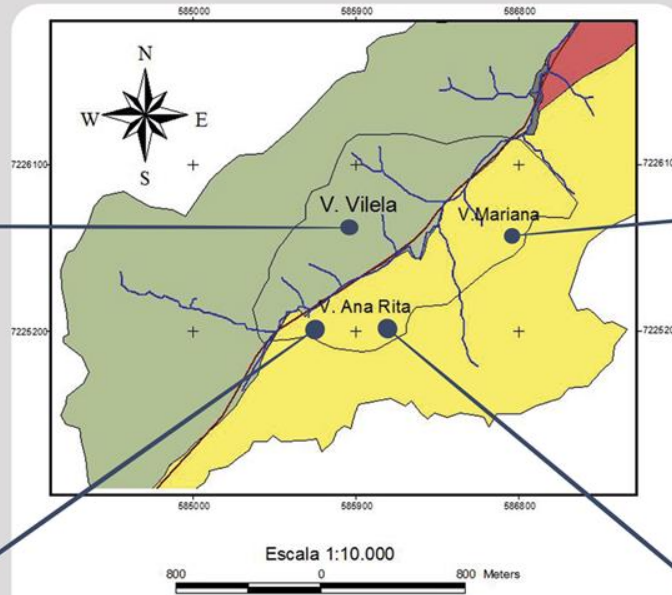 585000 585900 586800
N
W E
S
7226100 7226100
V. Vilela
V.Mariana
V. Ana Rita
7225200 7225200
585000 585900 586800
Escala 1:10.000
800 0 800 Meters